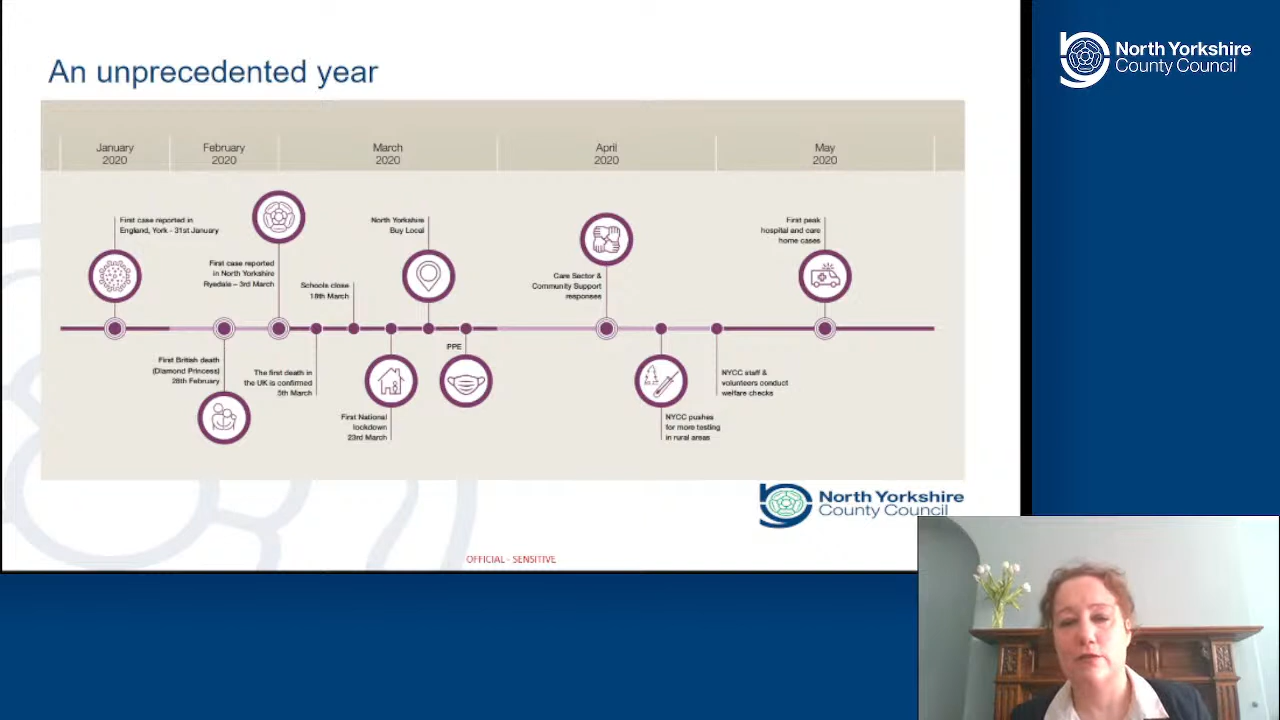 An unprecedented year
North Yorkshire
County Council
January
2020
February
2020
March
2020
April
2020
May
2020
First case reported in
England, York - 31st January
First case reported
in North Yorkshire
Ryedale – 3rd March
Schools close
18th March
North Yorkshire
Buy Local
Care Sector &
Community Support
responses
First peak
hospital and care
home cases
First British death
(Diamond Princess)
28th February
The first death in
the UK is confirmed
5th March
First National
lockdown
23rd March
PPE
NYCC pushes
for more testing
in rural areas
NYCC staff &
volunteers conduct
welfare checks
North Yorkshire
County Council
OFFICIAL - SENSITIVE